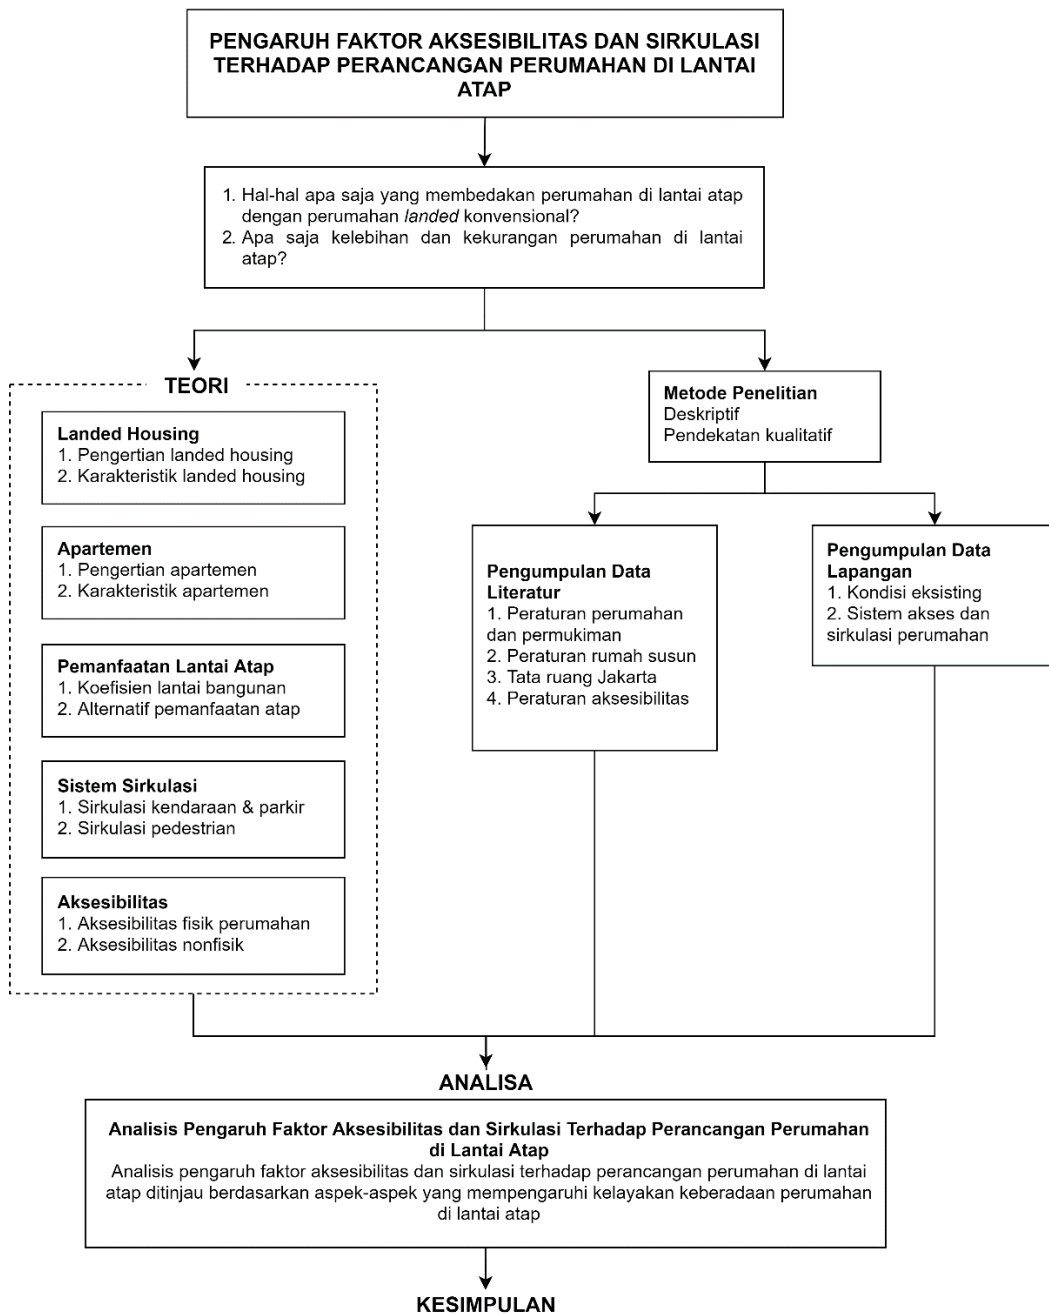 PENGARUH FAKTOR AKSESIBILITAS DAN SIRKULASI
TERHADAP PERANCANGAN PERUMAHAN DI LANTAI
ATAP
1. Hal-hal apa saja yang membedakan perumahan di lantai atap
dengan perumahan landed konvensional?
2. Apa saja kelebihan dan kekurangan perumahan di lantai
atap?
TEORI
Landed Housing
1. Pengertian landed housing
2. Karakteristik landed housing
Apartemen
1. Pengertian apartemen
2. Karakteristik apartemen
Pemanfaatan Lantai Atap
1. Koefisien lantai bangunan
2. Alternatif pemanfaatan atap
Sistem Sirkulasi
1. Sirkulasi kendaraan & parkir
2. Sirkulasi pedestrian
Aksesibilitas
1. Aksesibilitas fisik perumahan
2. Aksesibilitas nonfisik
Metode Penelitian
Deskriptif
Pendekatan kualitatif
Pengumpulan Data
Literatur
1. Peraturan perumahan
dan permukiman
2. Peraturan rumah susun
3. Tata ruang Jakarta
4. Peraturan aksesibilitas
Pengumpulan Data
Lapangan
1. Kondisi eksisting
2. Sistem akses dan
sirkulasi perumahan
ANALISA
Analisis Pengaruh Faktor Aksesibilitas dan Sirkulasi Terhadap Perancangan Perumahan
di Lantai Atap
Analisis pengaruh faktor aksesibilitas dan sirkulasi terhadap perancangan perumahan di lantai
atap ditinjau berdasarkan aspek-aspek yang mempengaruhi kelayakan keberadaan perumahan
di lantai atap
KESIMPULAN